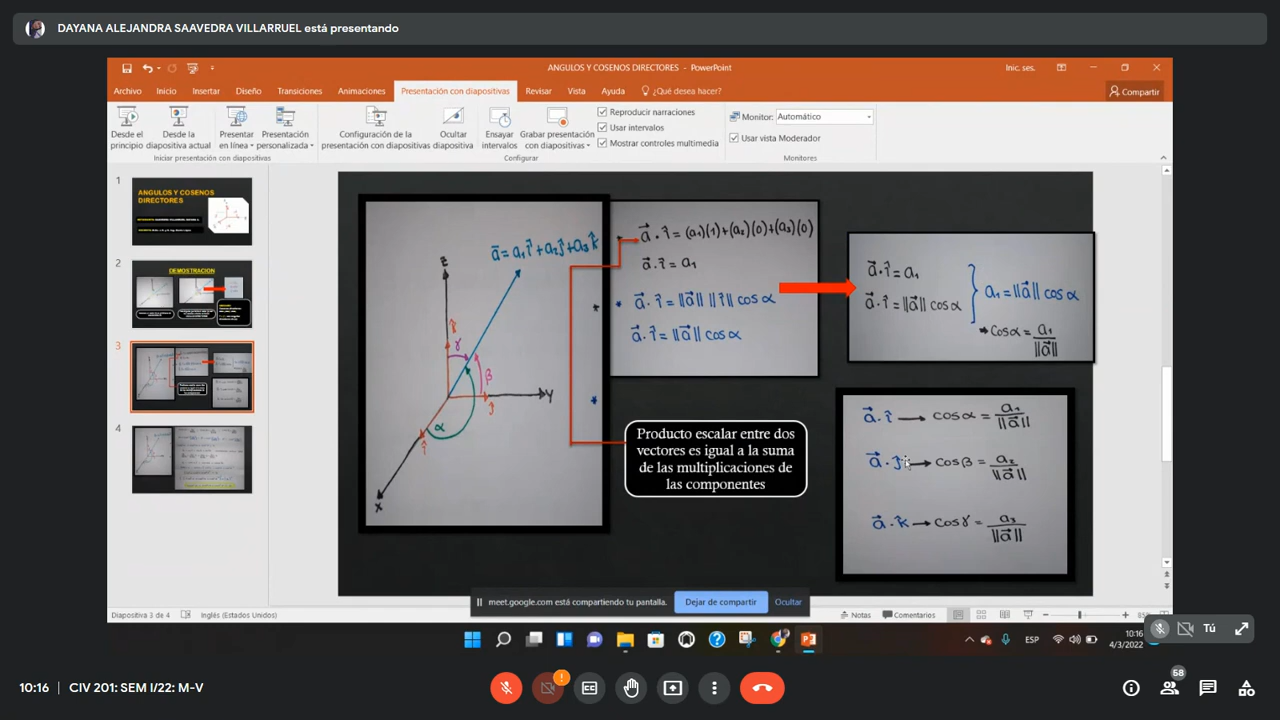 DAYANA ALEJANDRA SAAVEDRA VILLARRUEL está presentando
ANGULOS Y COSENOS DIRECTORES - PowerPoint
Inic. ses.
Archivo Inicio Insertar Diseño Transiciones Animaciones Presentación con diapositivas Revisar Vista Ayuda ¿Qué desea hacer? Compartir
Desde el principio
Desde la diapositiva actual
Presentar en línea
Presentación personalizada
Configuración de la presentación con diapositivas
Ocultar diapositiva
Ensayar intervalos
Grabar presentación con diapositivas
Reproducir narraciones
Usar intervalos
Mostrar controles multimedia
Monitor: Automático
Usar vista Moderador
Iniciar presentación con diapositivas
Configurar
Monitores
1
ANGULOS Y COSENOS
DIRECTORES
2
DEMOSTRACION
3
4
a̅ = a₁î + a₂ĵ + a₃k̂
z
k̂
γ
β
ĵ
y
α
î
x
a⃗·î = (a₁)(1)+(a₂)(0)+(a₃)(0)
a⃗·î = a₁
* a⃗·î = ||a⃗|| ||î|| cos α
a⃗·î = ||a⃗|| cos α
Producto escalar entre dos
vectores es igual a la suma
de las multiplicaciones de
las componentes
a⃗·î = a₁
a⃗·î = ||a⃗|| cos α
} a₁ = ||a⃗|| cos α
→ Cos α = a₁/||a⃗||
a⃗·î → cos α = a₁/||a⃗||
a⃗·ĵ → cos β = a₂/||a⃗||
a⃗·k̂ → cos γ = a₃/||a⃗||
meet.google.com está compartiendo tu pantalla. Dejar de compartir Ocultar
Diapositiva 3 de 4 Inglés (Estados Unidos) Notas Comentarios
ESP
10:16
4/3/2022
Tú
10:16 | CIV 201: SEM I/22: M-V
58